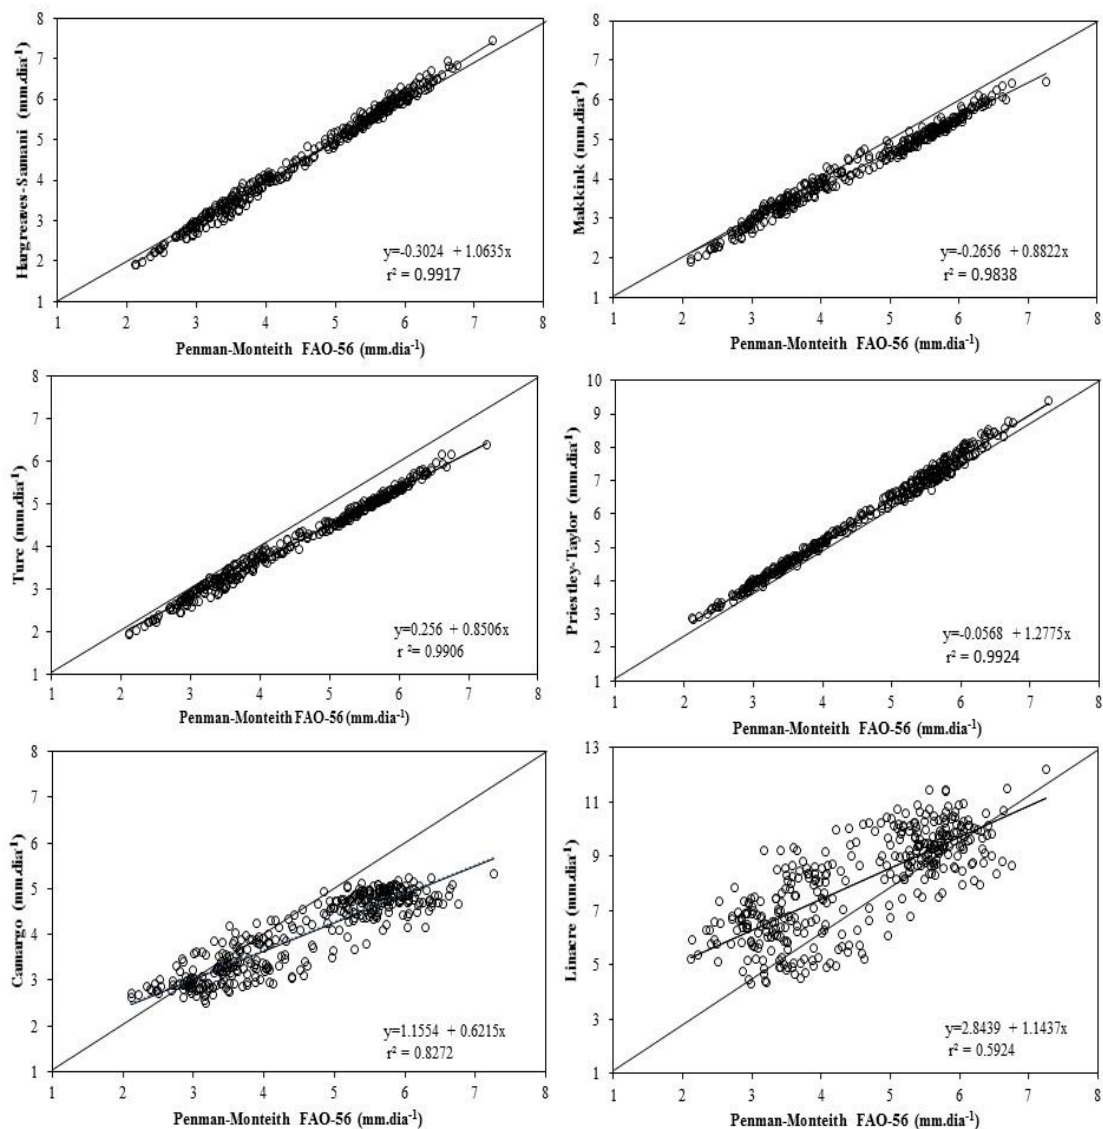 8
7
6
5
4
3
2
1
Hargreaves-Samani (mm.dia⁻¹)
y=-0.3024 + 1.0635x
r² = 0.9917
1 2 3 4 5 6 7 8
Penman-Monteith FAO-56 (mm.dia⁻¹)
8
7
6
5
4
3
2
1
Makkink (mm.dia⁻¹)
y=-0.2656 + 0.8822x
r² = 0.9838
1 2 3 4 5 6 7 8
Penman-Monteith FAO-56 (mm.dia⁻¹)
8
7
6
5
4
3
2
1
Turc (mm.dia⁻¹)
y=0.256 + 0.8506x
r ²= 0.9906
1 2 3 4 5 6 7 8
Penman-Monteith FAO-56 (mm.dia⁻¹)
10
9
8
7
6
5
4
3
2
1
Priestley-Taylor (mm.dia⁻¹)
y=-0.0568 + 1.2775x
r² = 0.9924
1 2 3 4 5 6 7 8
Penman-Monteith FAO-56 (mm.dia⁻¹)
8
7
6
5
4
3
2
1
Camargo (mm.dia⁻¹)
y=1.1554 + 0.6215x
r² = 0.8272
1 2 3 4 5 6 7 8
Penman-Monteith FAO-56 (mm.dia⁻¹)
13
11
9
7
5
3
1
Linacre (mm.dia⁻¹)
y=2.8439 + 1.1437x
r² = 0.5924
1 2 3 4 5 6 7 8
Penman-Monteith FAO-56 (mm.dia⁻¹)